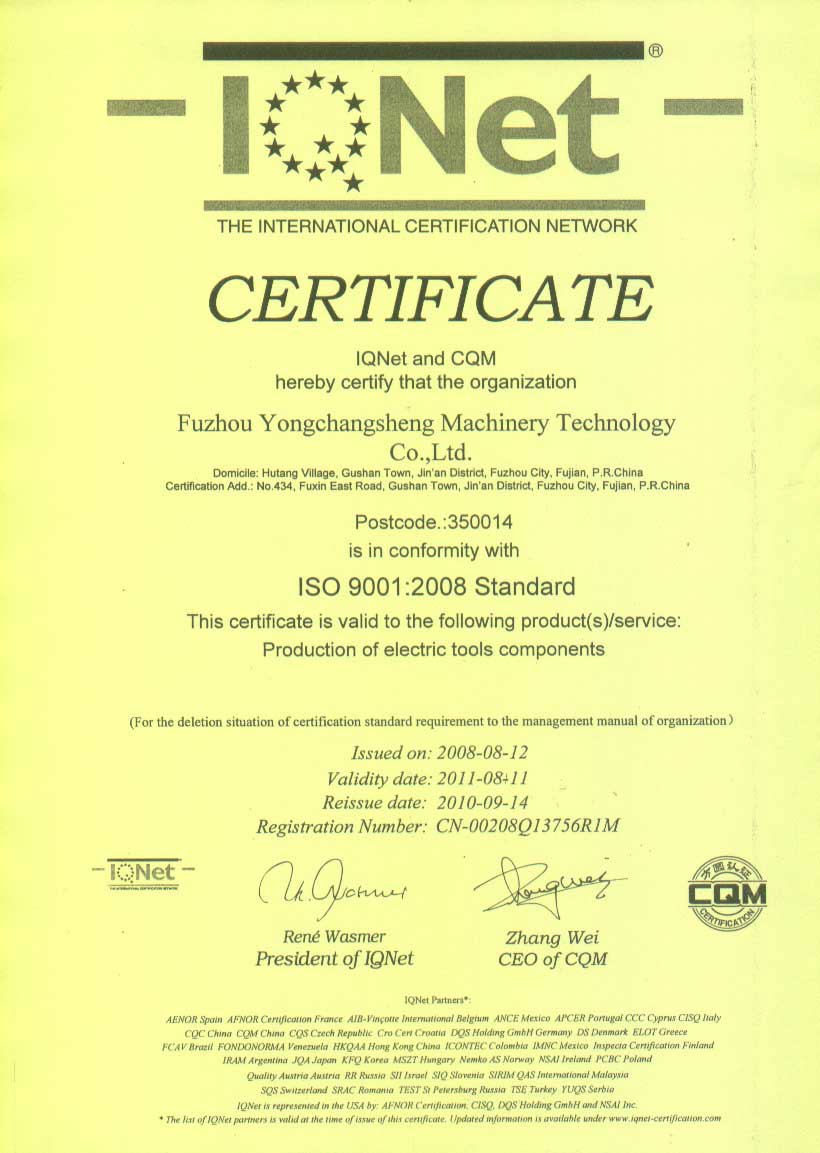 IQNet®
THE INTERNATIONAL CERTIFICATION NETWORK
CERTIFICATE
IQNet and CQM
hereby certify that the organization
Fuzhou Yongchangsheng Machinery Technology
Co.,Ltd.
Domicile: Hutang Village, Gushan Town, Jin'an District, Fuzhou City, Fujian, P.R.China
Certification Add.: No.434, Fuxin East Road, Gushan Town, Jin'an District, Fuzhou City, Fujian, P.R.China
Postcode.:350014
is in conformity with
ISO 9001:2008 Standard
This certificate is valid to the following product(s)/service:
Production of electric tools components
(For the deletion situation of certification standard requirement to the management manual of organization)
Issued on: 2008-08-12
Validity date: 2011-08-11
Reissue date: 2010-09-14
Registration Number: CN-00208Q13756R1M
IQNet
THE INTERNATIONAL CERTIFICATION NETWORK
方圆认证
CQM
CERTIFICATION
René Wasmer
President of IQNet
Zhang Wei
CEO of CQM
IQNet Partners*:
AENOR Spain AFNOR Certification France AIB-Vinçotte International Belgium ANCE Mexico APCER Portugal CCC Cyprus CISQ Italy
CQC China CQM China CQS Czech Republic Cro Cert Croatia DQS Holding GmbH Germany DS Denmark ELOT Greece
FCAV Brazil FONDONORMA Venezuela HKQAA Hong Kong China ICONTEC Colombia IMNC Mexico Inspecta Certification Finland
IRAM Argentina JQA Japan KFQ Korea MSZT Hungary Nemko AS Norway NSAI Ireland PCBC Poland
Quality Austria Austria RR Russia SII Israel SIQ Slovenia SIRIM QAS International Malaysia
SQS Switzerland SRAC Romania TEST St Petersburg Russia TSE Turkey YUQS Serbia
IQNet is represented in the USA by: AFNOR Certification, CISQ, DQS Holding GmbH and NSAI Inc.
* The list of IQNet partners is valid at the time of issue of this certificate. Updated information is available under www.iqnet-certification.com